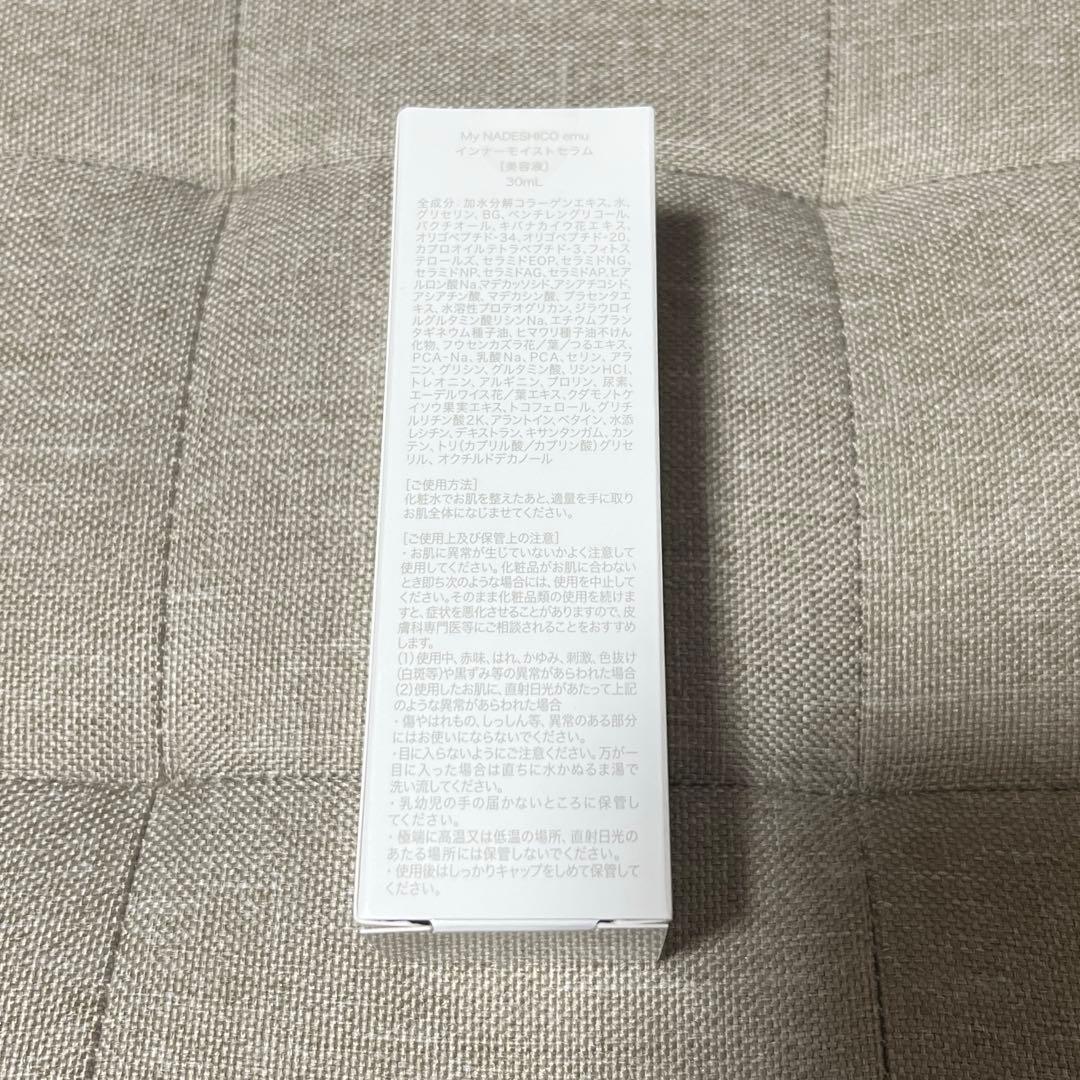 My NADESHICO emu
インナーモイストセラム
[美容液]
30mL
全成分：加水分解コラーゲンエキス、水、
グリセリン、BG、ペンチレングリコール、
バクチオール、キバナカイウ花エキス、
オリゴペプチド-34、オリゴペプチド-20、
カプロオイルテトラペプチド-3、フィトス
テロールズ、セラミドEOP、セラミドNG、
セラミドNP、セラミドAG、セラミドAP、ヒア
ルロン酸Na、マデカッソシド、アシアチコシド、
アシアチン酸、マデカシン酸、プラセンタエ
キス、水溶性プロテオグリカン、ジラウロイ
ルグルタミン酸リシンNa、エチウムプラン
タギネウム種子油、ヒマワリ種子油不けん
化物、フウセンカズラ花／葉／つるエキス、
PCA-Na、乳酸Na、PCA、セリン、アラ
ニン、グリシン、グルタミン酸、リシンHCl、
トレオニン、アルギニン、プロリン、尿素、
エーデルワイス花／葉エキス、クダモノトケ
イソウ果実エキス、トコフェロール、グリチ
ルリチン酸2K、アラントイン、ベタイン、水添
レシチン、デキストラン、キサンタンガム、カン
テン、トリ(カプリル酸／カプリン酸)グリセ
リル、オクチルドデカノール
[ご使用方法]
化粧水でお肌を整えたあと、適量を手に取り
お肌全体になじませてください。
[ご使用上及び保管上の注意]
・お肌に異常が生じていないかよく注意して
使用してください。化粧品がお肌に合わない
とき即ち次のような場合には、使用を中止して
ください。そのまま化粧品類の使用を続けま
すと、症状を悪化させることがありますので、皮
膚科専門医等にご相談されることをおすすめ
します。
(1)使用中、赤味、はれ、かゆみ、刺激、色抜け
(白斑等)や黒ずみ等の異常があらわれた場合
(2)使用したお肌に、直射日光があたって上記
のような異常があらわれた場合
・傷やはれもの、しっしん等、異常のある部分
にはお使いにならないでください。
・目に入らないようにご注意ください。万が一
目に入った場合は直ちに水かぬるま湯で
洗い流してください。
・乳幼児の手の届かないところに保管し
てください。
・極端に高温又は低温の場所、直射日光の
あたる場所には保管しないでください。
・使用後はしっかりキャップをしめて保管して
ください。